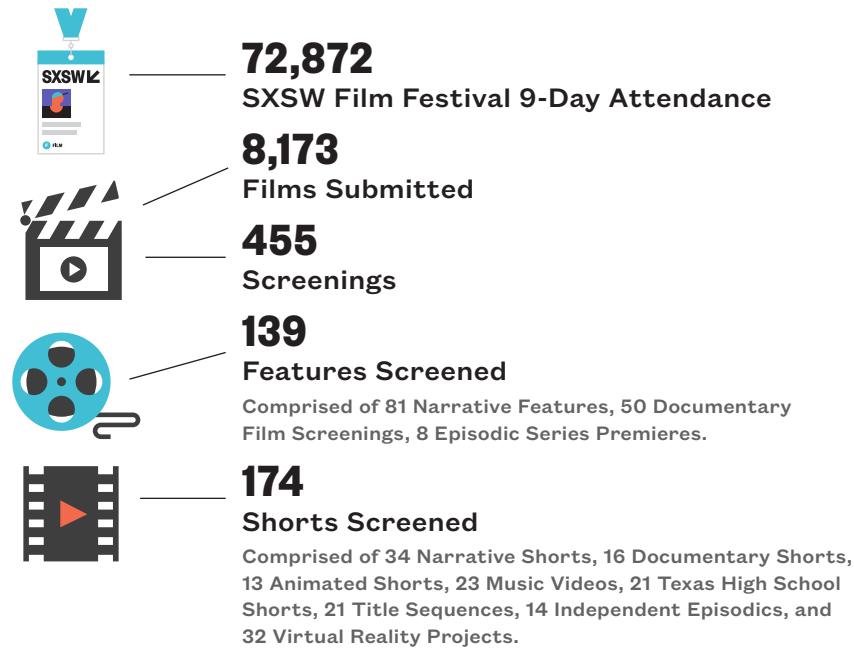 SXSW
FILM
72,872
SXSW Film Festival 9-Day Attendance
8,173
Films Submitted
455
Screenings
139
Features Screened
Comprised of 81 Narrative Features, 50 Documentary
Film Screenings, 8 Episodic Series Premieres.
174
Shorts Screened
Comprised of 34 Narrative Shorts, 16 Documentary Shorts,
13 Animated Shorts, 23 Music Videos, 21 Texas High School
Shorts, 21 Title Sequences, 14 Independent Episodics, and
32 Virtual Reality Projects.